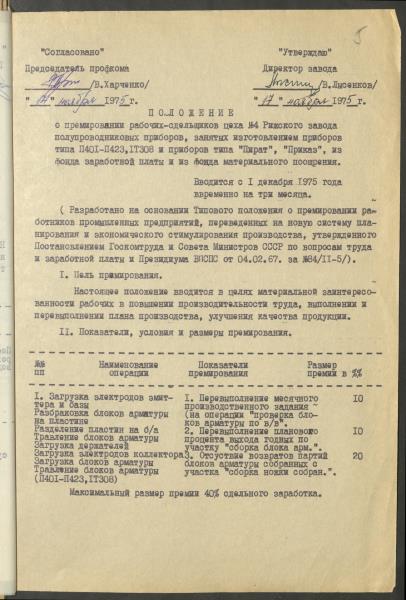 5
"Согласовано" "Утверждаю"
Председатель профкома Директор завода
/В.Харченко/ /В.Лысенков/
"17" ноября 1975 г. "17" ноября 1975 г.
ПОЛОЖЕНИЕ
о премировании рабочих-сдельщиков цеха №4 Рижского завода
полупроводниковых приборов, занятых изготовлением приборов
типа П401-П423,1Т308 и приборов типа "Пират", "Приказ", из
фонда заработной платы и из фонда материального поощрения.
Вводится с 1 декабря 1975 года
временно на три месяца.
( Разработано на основании Типового положения о премировании ра-
ботников промышленных предприятий, переведенных на новую систему пла-
нирования и экономического стимулирования производства, утвержденного
Постановлением Госкомтруда и Совета Министров СССР по вопросам труда
и заработной платы и Президиума ВЦСПС от 04.02.67. за №84/II-5/).
I. Цель премирования.
Настоящее положение вводится в целях материальной заинтересо-
ванности рабочих в повышении производительности труда, выполнении и
перевыполнении плана производства, улучшения качества продукции.
II. Показатели, условия и размеры премирования.
№№ Наименование Показатели Размер
пп операции премирования премии в %%
I. Загрузка электродов эмит- 1. Перевыполнение месячного 10
тера и базы производственного задания
Разбраковка блоков арматуры (на операции "проверка бло-
на пластине ков арматуры по в/в".
Разделение пластин на б/а 2. Перевыполнение планового 10
Травление блоков арматуры процента выхода годных по
Загрузка держателей участку "сборка блока арм.".
Загрузка электродов коллектора 3. Отсуствие возвратов партий 20
Загрузка блоков арматуры блоков арматуры собранных с
Травление блоков арматуры участка "сборка ножки собран.".
(П401-П423,1Т308)
Максимальный размер премии 40% сдельного заработка.